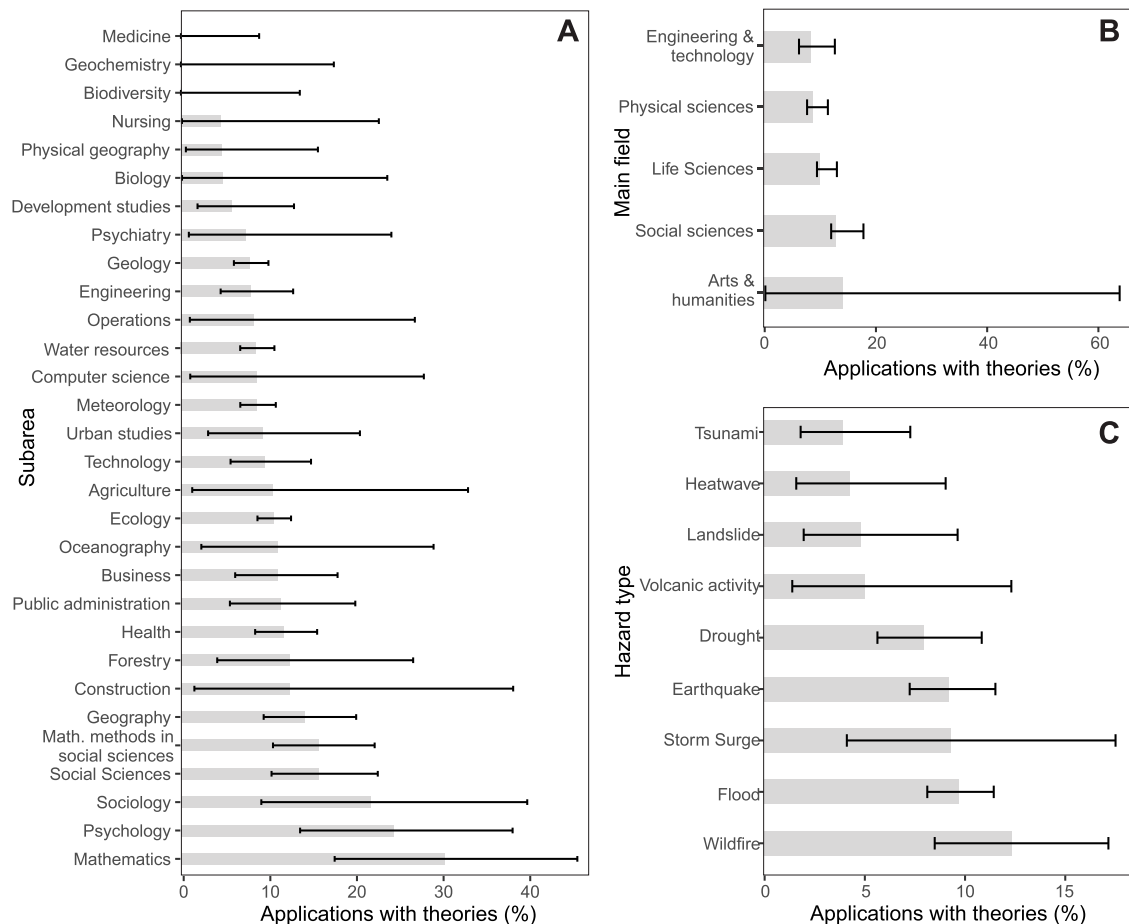 A
Subarea
Medicine
Geochemistry
Biodiversity
Nursing
Physical geography
Biology
Development studies
Psychiatry
Geology
Engineering
Operations
Water resources
Computer science
Meteorology
Urban studies
Technology
Agriculture
Ecology
Oceanography
Business
Public administration
Health
Forestry
Construction
Geography
Math. methods in
social sciences
Social Sciences
Sociology
Psychology
Mathematics
0 10 20 30 40
Applications with theories (%)
B
Main field
Engineering &
technology
Physical sciences
Life Sciences
Social sciences
Arts &
humanities
0 20 40 60
Applications with theories (%)
C
Hazard type
Tsunami
Heatwave
Landslide
Volcanic activity
Drought
Earthquake
Storm Surge
Flood
Wildfire
0 5 10 15
Applications with theories (%)